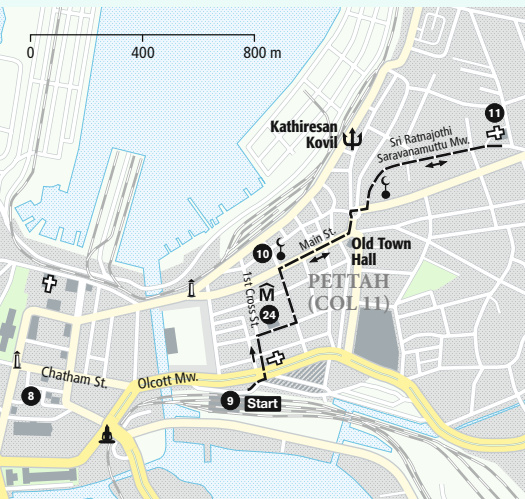 0 400 800 m
11
Kathiresan
Kovil
Sri Ratnajothi
Saravanamuttu Mw.
10
Main St.
Old Town
Hall
PETTAH
(COL 11)
1st Cross St.
M
24
Chatham St.
Olcott Mw.
8
9
Start